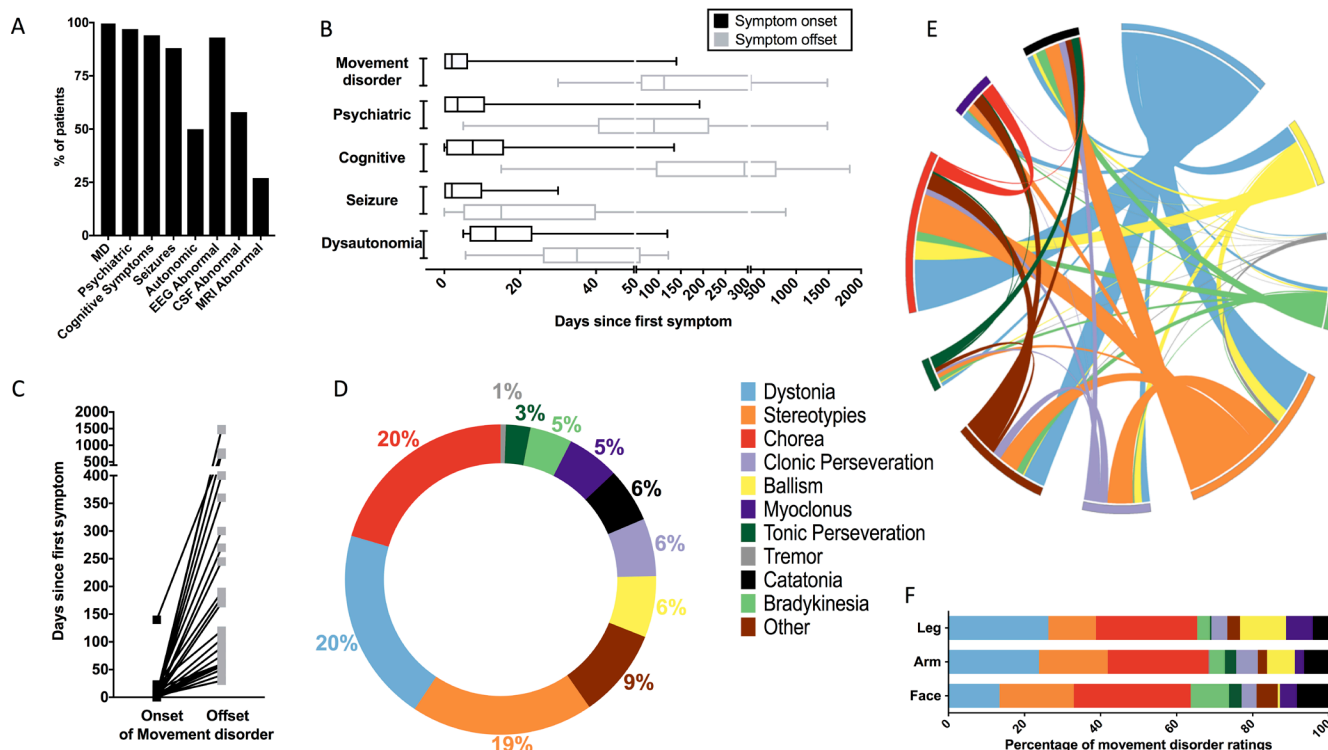 A
% of patients
100
75
50
25
0
MD
Psychiatric
Cognitive Symptoms
Seizures
Autonomic
EEG Abnormal
CSF Abnormal
MRI Abnormal
B
Symptom onset
Symptom offset
Movement
disorder
Psychiatric
Cognitive
Seizure
Dysautonomia
0 20 40 50 100 150 200 250 300 500 1000 1500 2000
Days since first symptom
C
Days since first symptom
2000
1500
1000
500
400
350
300
250
200
150
100
50
0
Onset Offset
of Movement disorder
D
1%
3%
5%
5%
6%
6%
6%
9%
19%
20%
20%
Dystonia
Stereotypies
Chorea
Clonic Perseveration
Ballism
Myoclonus
Tonic Perseveration
Tremor
Catatonia
Bradykinesia
Other
E
F
Leg
Arm
Face
0 20 40 60 80 100
Percentage of movement disorder ratings